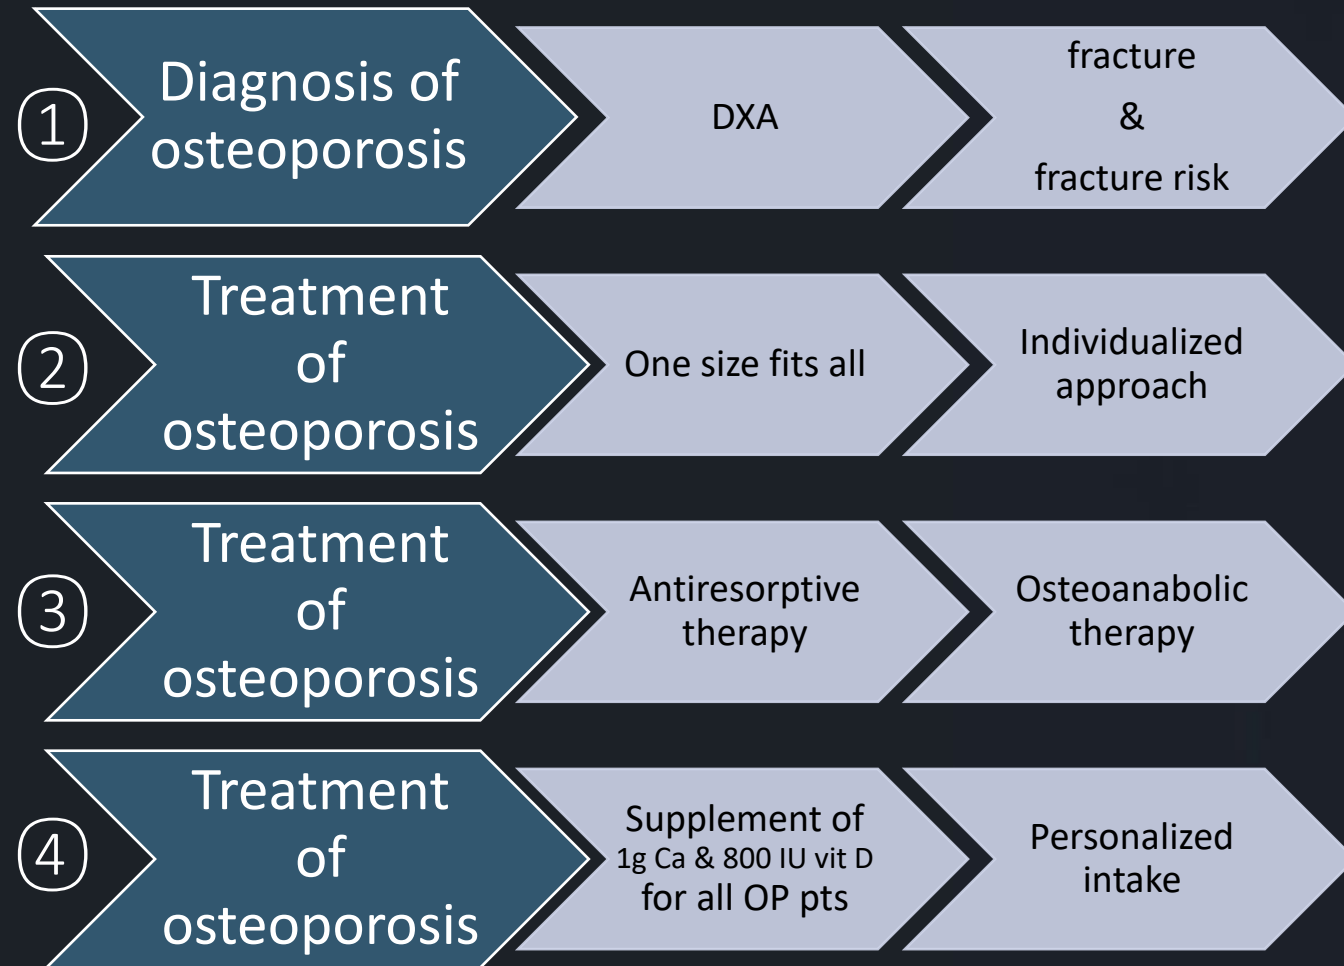 1
Diagnosis of
osteoporosis
DXA
fracture
&
fracture risk
2
Treatment
of
osteoporosis
One size fits all
Individualized
approach
3
Treatment
of
osteoporosis
Antiresorptive
therapy
Osteoanabolic
therapy
4
Treatment
of
osteoporosis
Supplement of
1g Ca & 800 IU vit D
for all OP pts
Personalized
intake